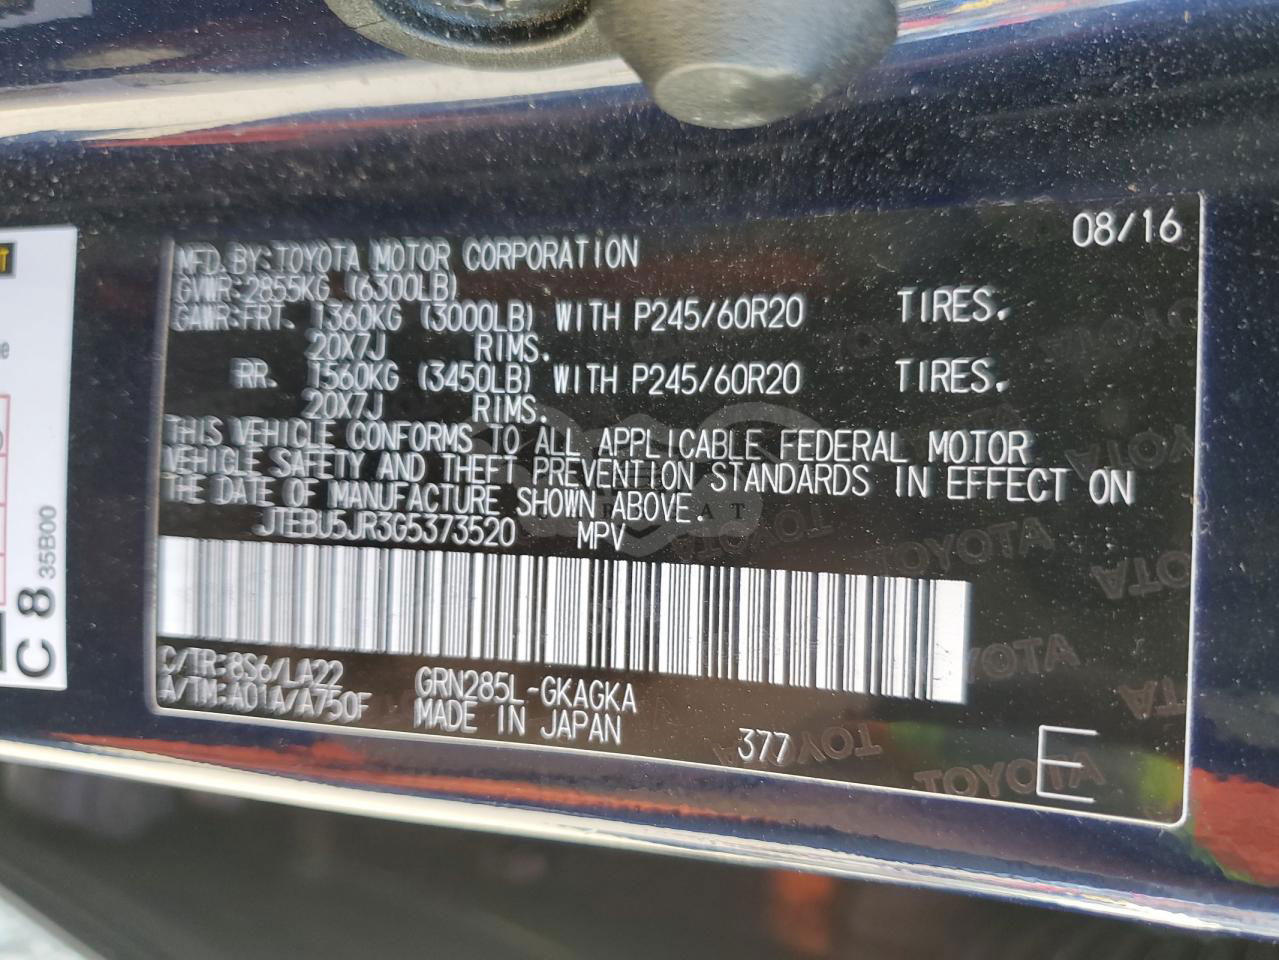 08/16
MFD.BY:TOYOTA MOTOR CORPORATION
GVWR:2855KG (6300LB)
GAWR:FRT. 1360KG (3000LB) WITH P245/60R20 TIRES.
20X7J RIMS.
RR. 1560KG (3450LB) WITH P245/60R20 TIRES.
20X7J RIMS.
THIS VEHICLE CONFORMS TO ALL APPLICABLE FEDERAL MOTOR
VEHICLE SAFETY AND THEFT PREVENTION STANDARDS IN EFFECT ON
THE DATE OF MANUFACTURE SHOWN ABOVE.
JTEBU5JR3G5373520 MPV
C/TR:8S6/LA22
A/TM:A01A/A750F
GRN285L-GKAGKA
MADE IN JAPAN
377
E
TOYOTA
TOYOTA
TOYOTA
C8
35B00